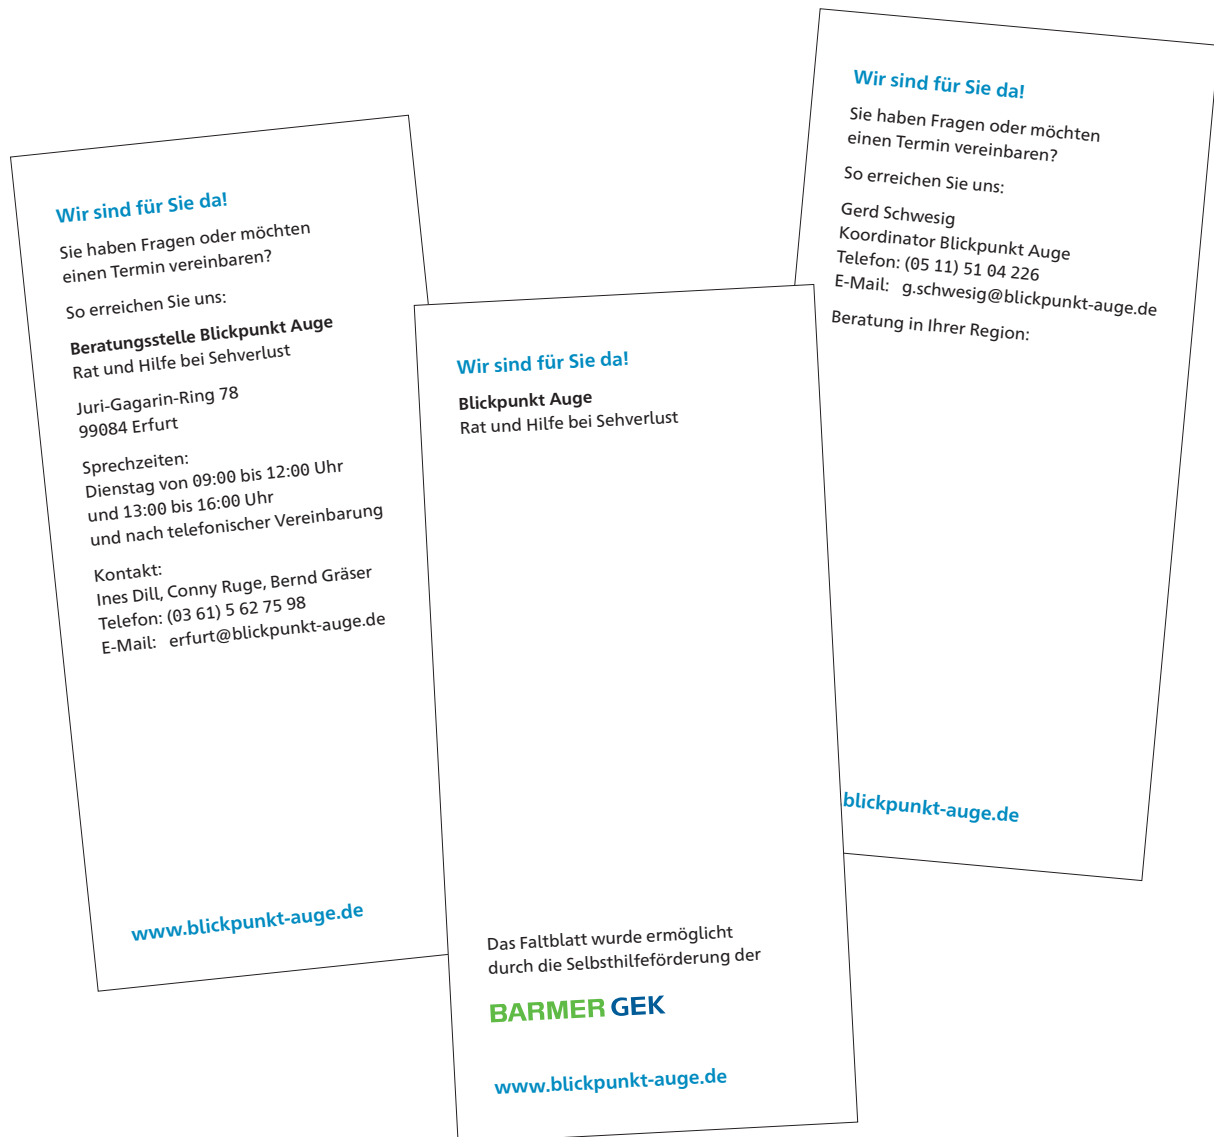 Wir sind für Sie da!
Sie haben Fragen oder möchten
einen Termin vereinbaren?
So erreichen Sie uns:
Beratungsstelle Blickpunkt Auge
Rat und Hilfe bei Sehverlust
Juri-Gagarin-Ring 78
99084 Erfurt
Sprechzeiten:
Dienstag von 09:00 bis 12:00 Uhr
und 13:00 bis 16:00 Uhr
und nach telefonischer Vereinbarung
Kontakt:
Ines Dill, Conny Ruge, Bernd Gräser
Telefon: (03 61) 5 62 75 98
E-Mail: erfurt@blickpunkt-auge.de
www.blickpunkt-auge.de
Wir sind für Sie da!
Blickpunkt Auge
Rat und Hilfe bei Sehverlust
Das Faltblatt wurde ermöglicht
durch die Selbsthilfeförderung der
BARMER GEK
www.blickpunkt-auge.de
Wir sind für Sie da!
Sie haben Fragen oder möchten
einen Termin vereinbaren?
So erreichen Sie uns:
Gerd Schwesig
Koordinator Blickpunkt Auge
Telefon: (05 11) 51 04 226
E-Mail: g.schwesig@blickpunkt-auge.de
Beratung in Ihrer Region:
blickpunkt-auge.de